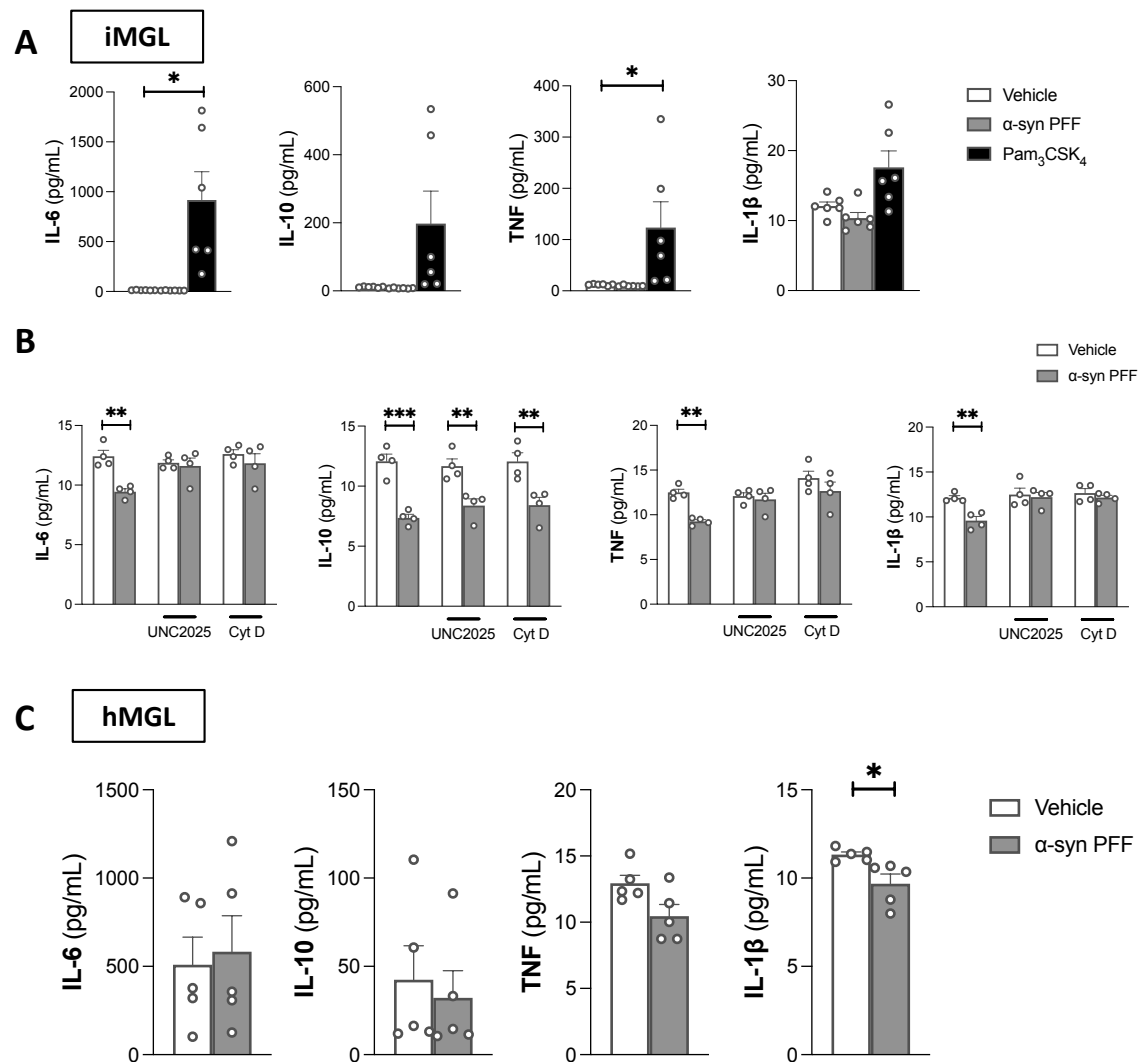 A
iMGL
*
2000
1500
1000
500
0
IL-6 (pg/mL)
600
400
200
0
IL-10 (pg/mL)
*
400
300
200
100
0
TNF (pg/mL)
30
20
10
0
IL-1β (pg/mL)
Vehicle
α-syn PFF
Pam₃CSK₄
B
Vehicle
α-syn PFF
**
15
10
5
0
IL-6 (pg/mL)
UNC2025
Cyt D
*** ** **
15
10
5
0
IL-10 (pg/mL)
UNC2025
Cyt D
**
20
15
10
5
0
TNF (pg/mL)
UNC2025
Cyt D
**
20
15
10
5
0
IL-1β (pg/mL)
UNC2025
Cyt D
C
hMGL
1500
1000
500
0
IL-6 (pg/mL)
150
100
50
0
IL-10 (pg/mL)
20
15
10
5
0
TNF (pg/mL)
*
15
10
5
0
IL-1β (pg/mL)
Vehicle
α-syn PFF